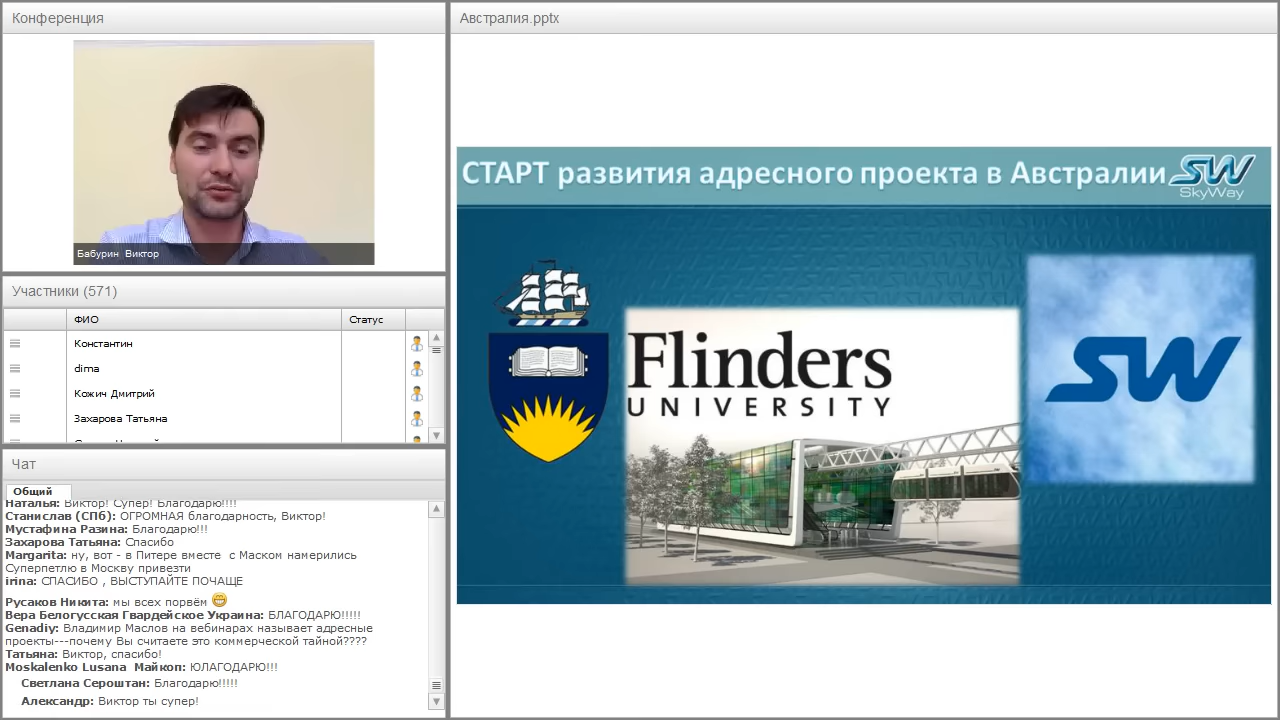 Конференция
Бабурин Виктор
Участники (571)
ФИО
Статус
Константин
dima
Кожич Дмитрий
Захарова Татьяна
Чат
Общий
Наталья: Виктор! Супер! Благодарю!!!!
Станислав (СПб): ОГРОМНАЯ благодарность, Виктор!
Мустафина Разина: Благодарю!!!
Захарова Татьяна: Спасибо
Margarita: ну, вот - в Питере вместе с Маском намерились
Суперпетлю в Москву привезти
irina: СПАСИБО , ВЫСТУПАЙТЕ ПОЧАЩЕ
Русаков Никита: мы всех порвём
Вера Белогусская Гвардейское Украина: БЛАГОДАРЮ!!!!!
Genadiy: Владимир Маслов на вебинарах называет адресные
проекты---почему Вы считаете это коммерческой тайной????
Татьяна: Виктор, спасибо!
Moskalenko Lusana Майкоп: ЮЛАГОДАРЮ!!!
Светлана Сероштан: Благодарю!!!!!
Александр: Виктор ты супер!
Австралия.pptx
СТАРТ развития адресного проекта в Австралии
SW
SkyWay
Flinders
UNIVERSITY
SW